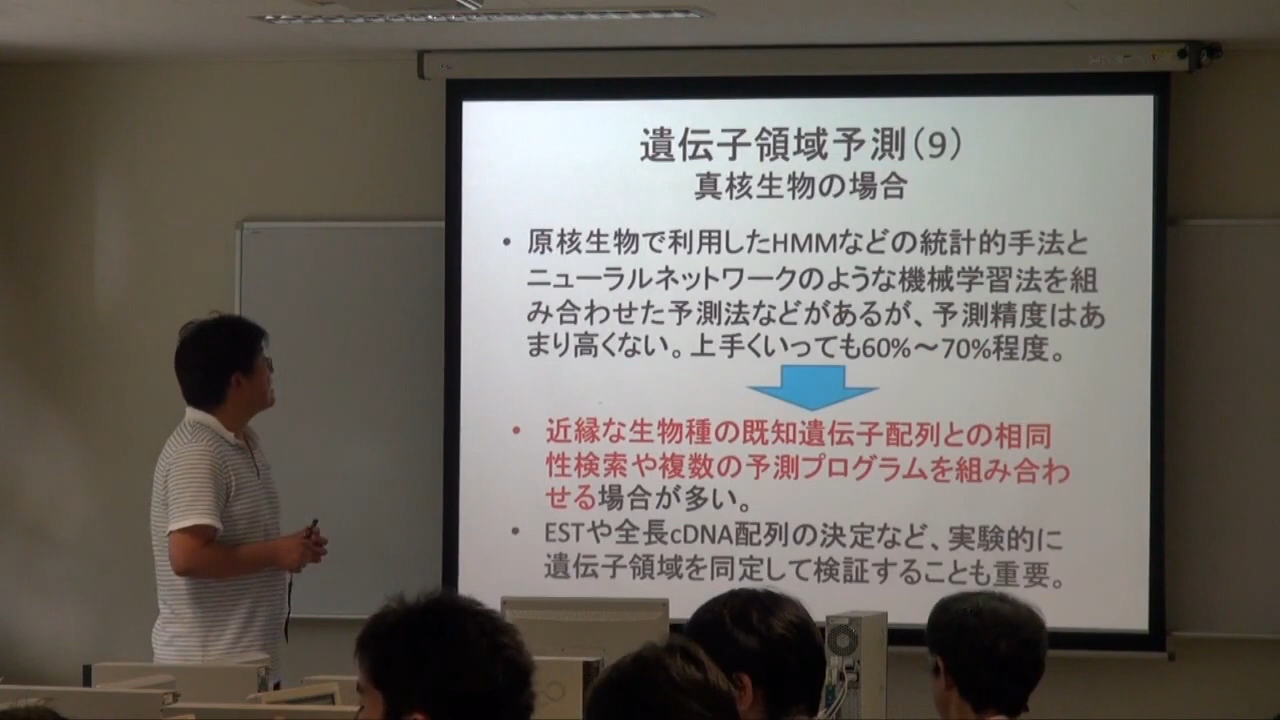 遺伝子領域予測（9）
真核生物の場合
• 原核生物で利用したHMMなどの統計的手法と
ニューラルネットワークのような機械学習法を組
み合わせた予測法などがあるが、予測精度はあ
まり高くない。上手くいっても60%～70%程度。
• 近縁な生物種の既知遺伝子配列との相同
性検索や複数の予測プログラムを組み合わ
せる場合が多い。
• ESTや全長cDNA配列の決定など、実験的に
遺伝子領域を同定して検証することも重要。